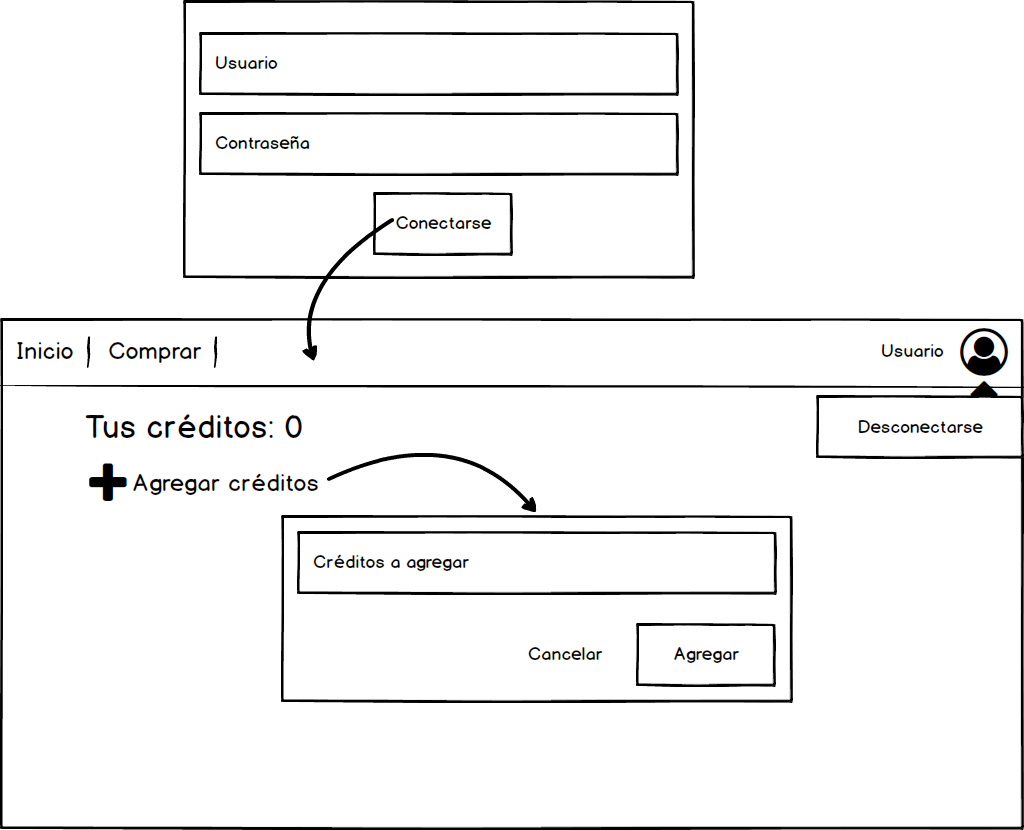 Usuario
Contraseña
Conectarse
Inicio
Comprar
Usuario
Desconectarse
Tus créditos: 0
Agregar créditos
Créditos a agregar
Cancelar
Agregar